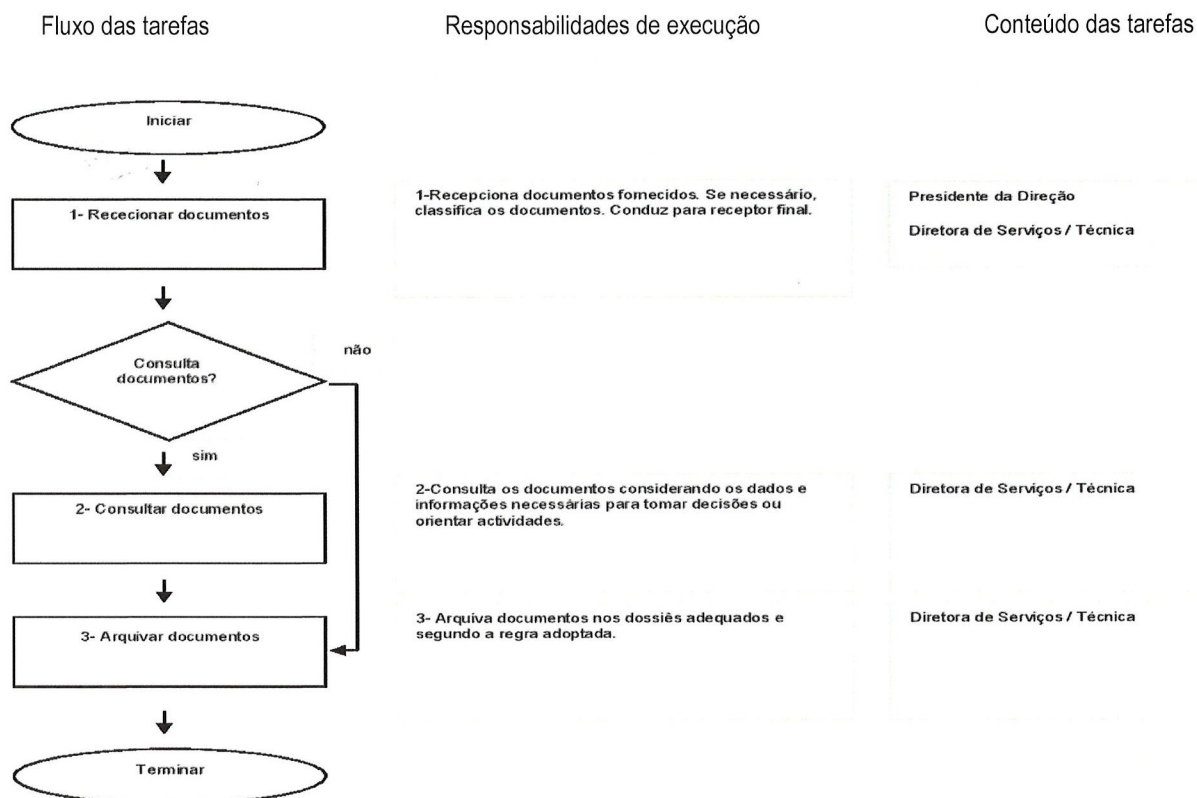 Fluxo das tarefas
Responsabilidades de execução
Conteúdo das tarefas
Iniciar
1- Rececionar documentos
1-Recepciona documentos fornecidos. Se necessário,
classifica os documentos. Conduz para receptor final.
Presidente da Direção
Diretora de Serviços / Técnica
Consulta
documentos?
não
sim
2- Consultar documentos
2-Consulta os documentos considerando os dados e
informações necessárias para tomar decisões ou
orientar actividades.
Diretora de Serviços / Técnica
3- Arquivar documentos
3- Arquiva documentos nos dossiês adequados e
segundo a regra adoptada.
Diretora de Serviços / Técnica
Terminar